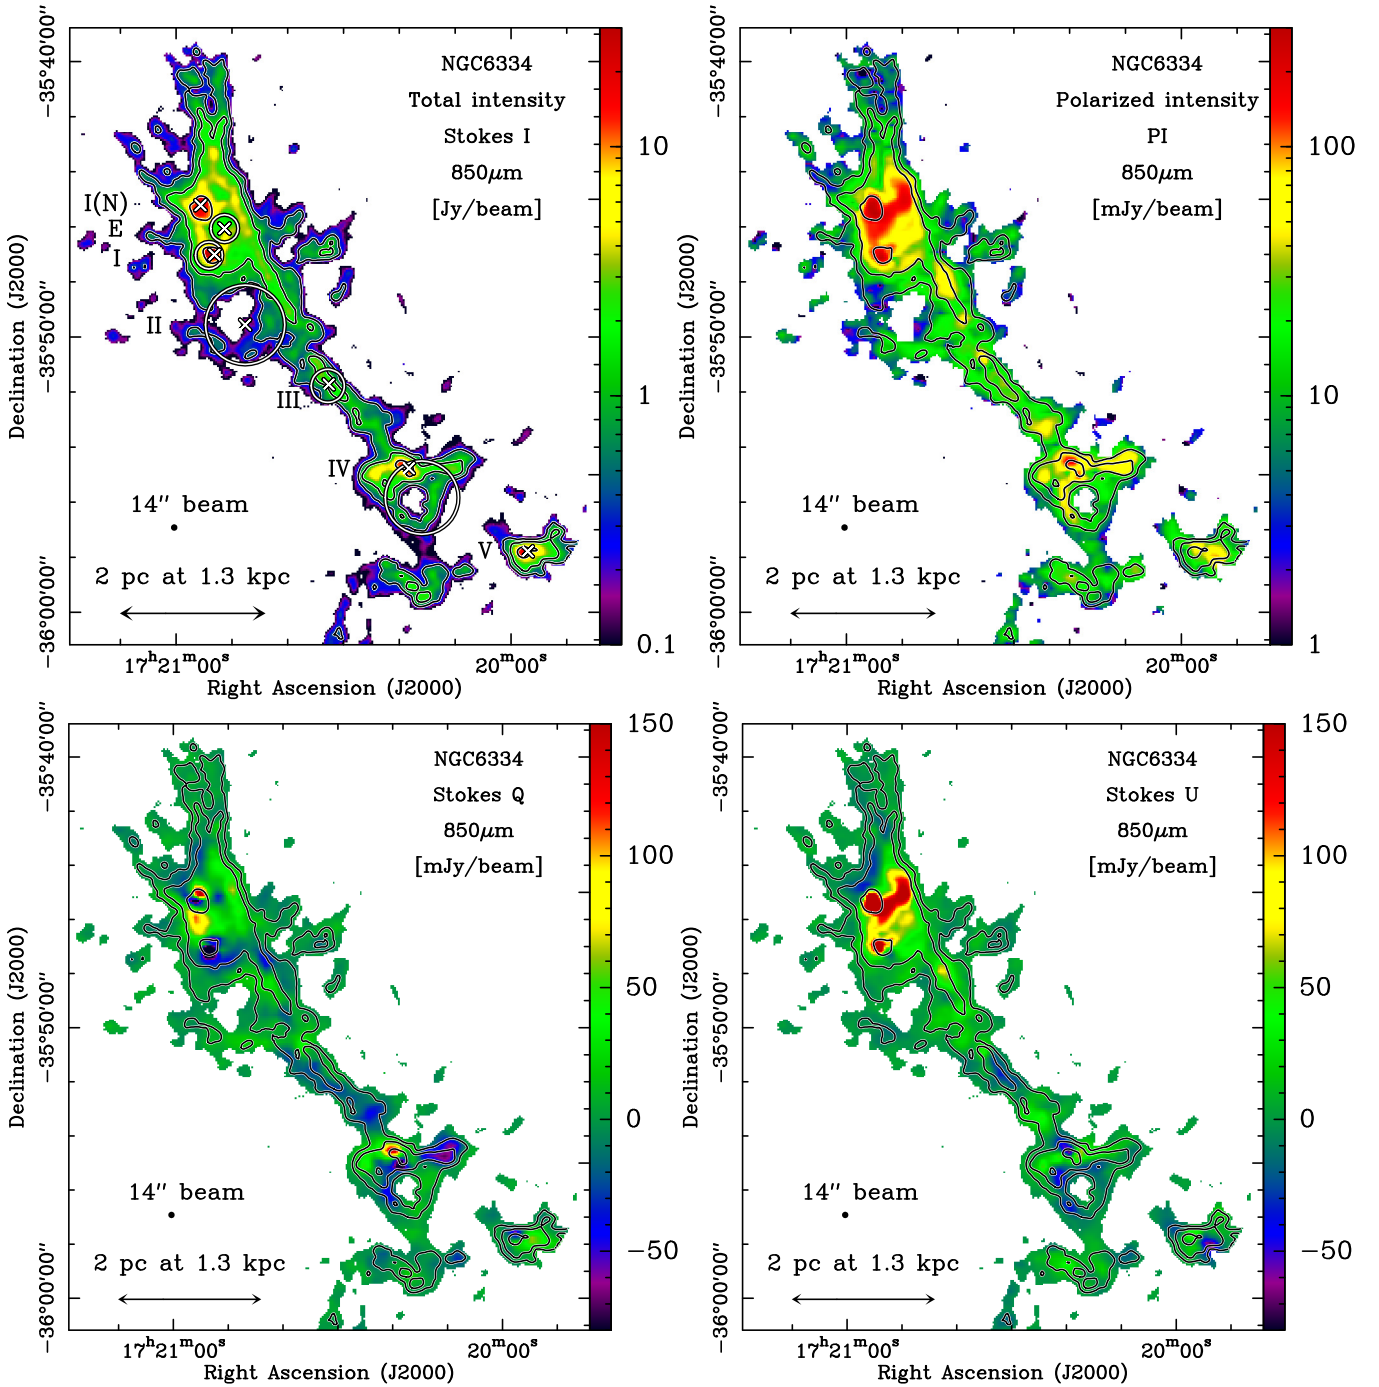 NGC6334
Total intensity
Stokes I
850μm
[Jy/beam]
I(N)
E
I
II
III
IV
V
14″ beam
2 pc at 1.3 kpc
−35°40′00″
−35°50′00″
−36°00′00″
Declination (J2000)
17ʰ21ᵐ00ˢ
20ᵐ00ˢ
Right Ascension (J2000)
10
1
0.1
NGC6334
Polarized intensity
PI
850μm
[mJy/beam]
14″ beam
2 pc at 1.3 kpc
−35°40′00″
−35°50′00″
−36°00′00″
Declination (J2000)
17ʰ21ᵐ00ˢ
20ᵐ00ˢ
Right Ascension (J2000)
100
10
1
NGC6334
Stokes Q
850μm
[mJy/beam]
14″ beam
2 pc at 1.3 kpc
−35°40′00″
−35°50′00″
−36°00′00″
Declination (J2000)
17ʰ21ᵐ00ˢ
20ᵐ00ˢ
Right Ascension (J2000)
150
100
50
0
−50
NGC6334
Stokes U
850μm
[mJy/beam]
14″ beam
2 pc at 1.3 kpc
−35°40′00″
−35°50′00″
−36°00′00″
Declination (J2000)
17ʰ21ᵐ00ˢ
20ᵐ00ˢ
Right Ascension (J2000)
150
100
50
0
−50